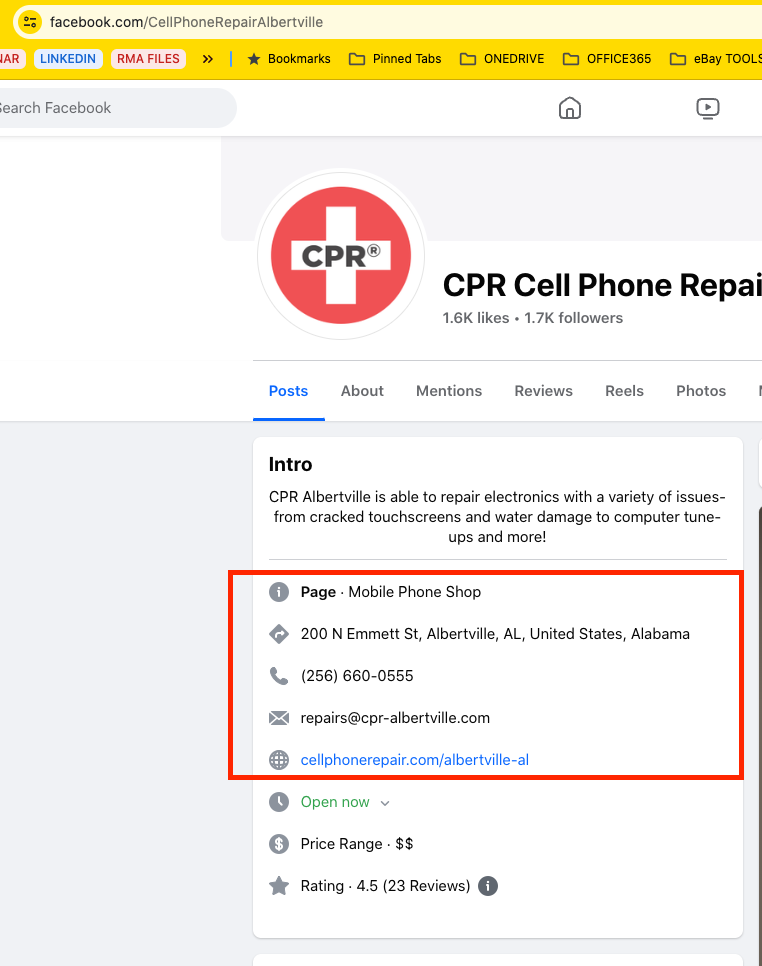 facebook.com/CellPhoneRepairAlbertville
LINKEDIN
RMA FILES
»
Bookmarks
Pinned Tabs
ONEDRIVE
OFFICE365
eBay TOOLS
Search Facebook
CPR®
CPR Cell Phone Repai
1.6K likes • 1.7K followers
Posts
About
Mentions
Reviews
Reels
Photos
Intro
CPR Albertville is able to repair electronics with a variety of issues-
from cracked touchscreens and water damage to computer tune-
ups and more!
Page · Mobile Phone Shop
200 N Emmett St, Albertville, AL, United States, Alabama
(256) 660-0555
repairs@cpr-albertville.com
cellphonerepair.com/albertville-al
Open now
Price Range · $$
Rating · 4.5 (23 Reviews)